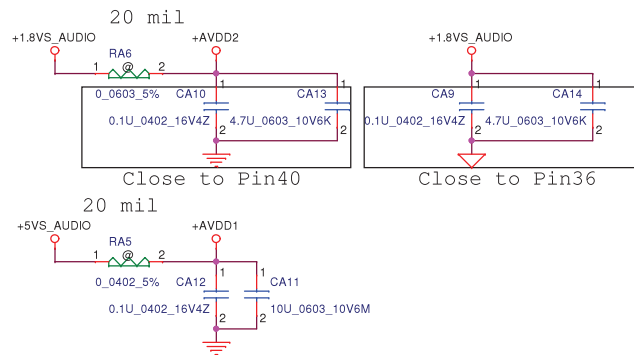 20 mil
+1.8VS_AUDIO
+AVDD2
+1.8VS_AUDIO
RA6
1 @ 2
0_0603_5%
CA10
1
CA13
1
CA9
1
CA14
1
0.1U_0402_16V4Z
4.7U_0603_10V6K
0.1U_0402_16V4Z
4.7U_0603_10V6K
2
2
2
2
Close to Pin40
Close to Pin36
20 mil
+5VS_AUDIO
+AVDD1
RA5
1 @ 2
0_0402_5%
CA12
1
CA11
1
0.1U_0402_16V4Z
10U_0603_10V6M
2
2